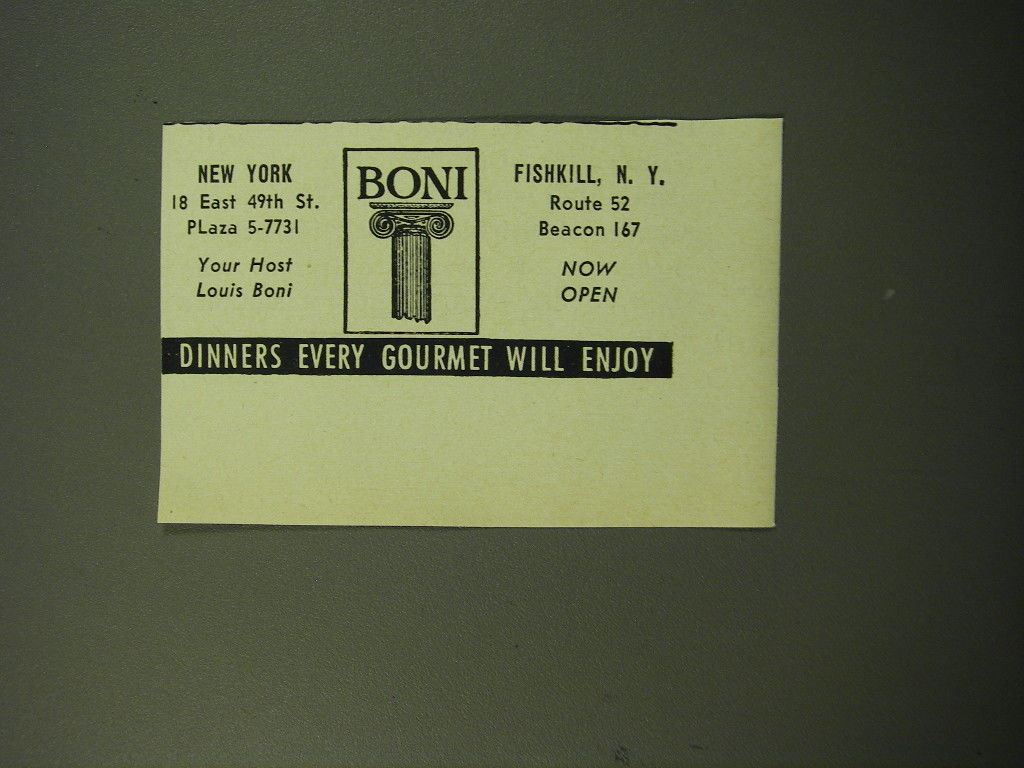 NEW YORK
18 East 49th St.
PLaza 5-7731
Your Host
Louis Boni
BONI
FISHKILL, N. Y.
Route 52
Beacon 167
NOW
OPEN
DINNERS EVERY GOURMET WILL ENJOY